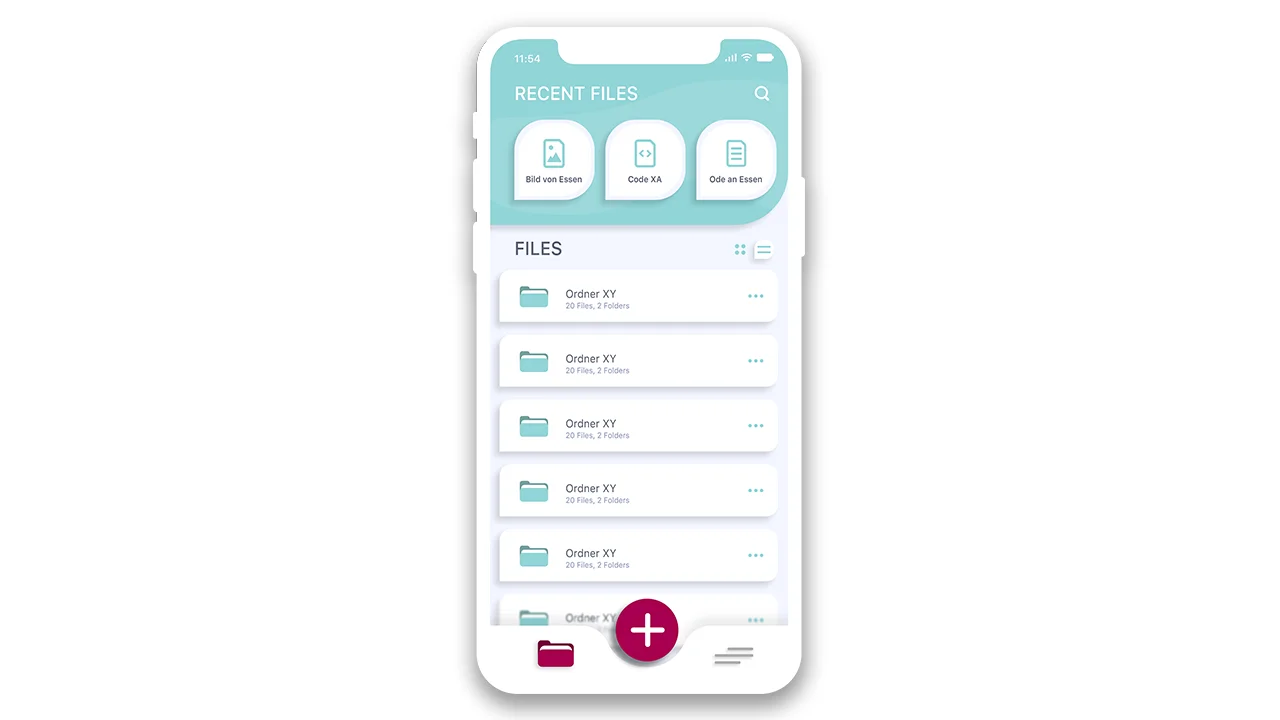 11:54
RECENT FILES
Bild von Essen
Code XA
Ode an Essen
FILES
Ordner XY
20 Files, 2 Folders
Ordner XY
20 Files, 2 Folders
Ordner XY
20 Files, 2 Folders
Ordner XY
20 Files, 2 Folders
Ordner XY
20 Files, 2 Folders
Ordner XY